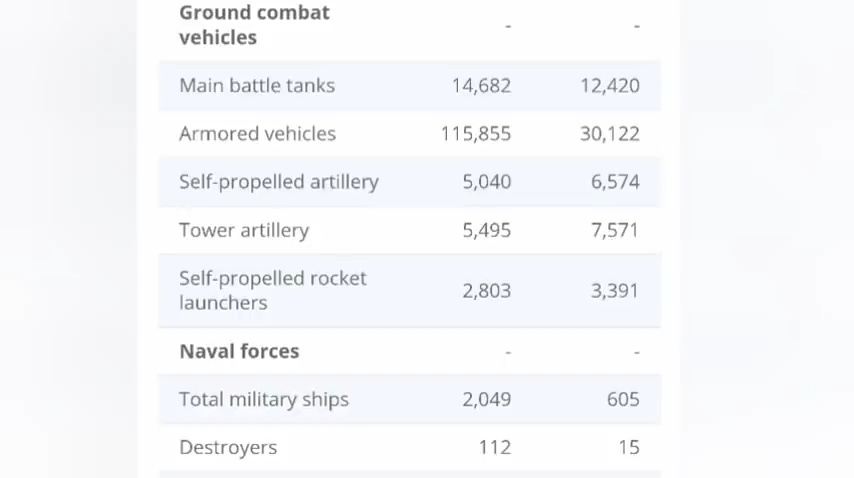 Ground combat
vehicles - -
Main battle tanks 14,682 12,420
Armored vehicles 115,855 30,122
Self-propelled artillery 5,040 6,574
Tower artillery 5,495 7,571
Self-propelled rocket
launchers 2,803 3,391
Naval forces - -
Total military ships 2,049 605
Destroyers 112 15